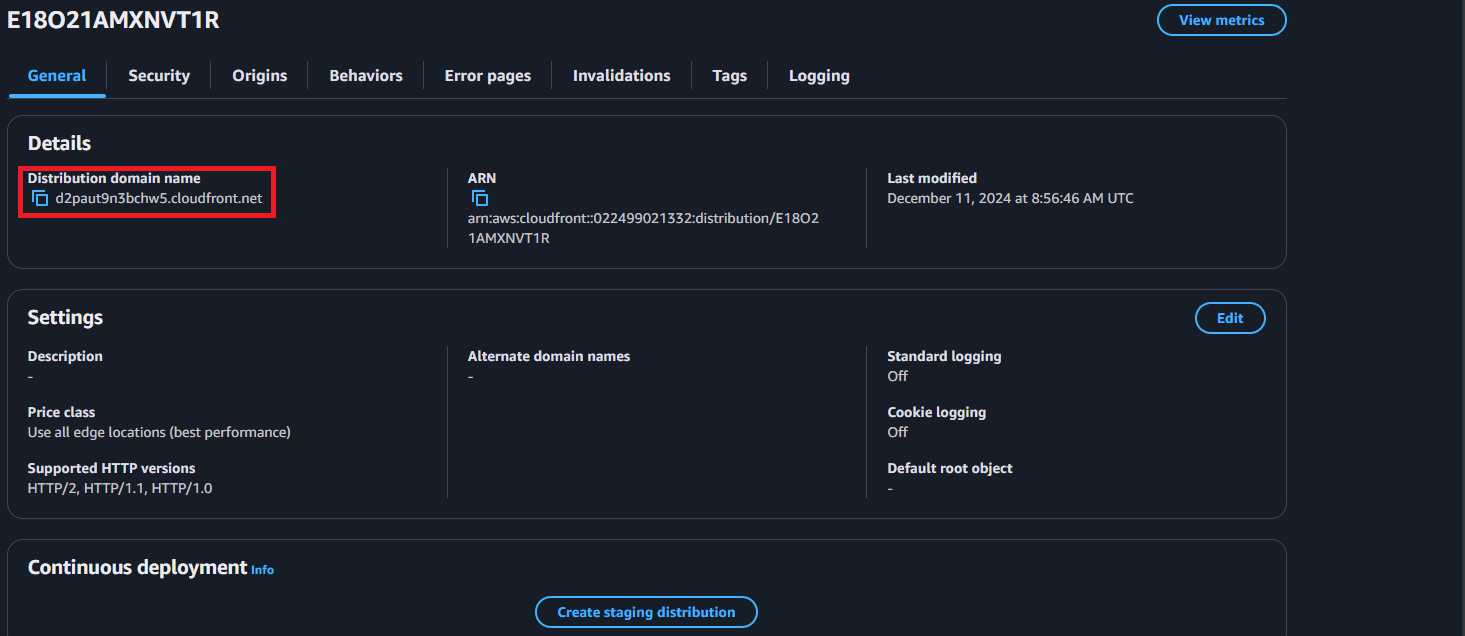 E18O21AMXNVT1R
View metrics
General
Security
Origins
Behaviors
Error pages
Invalidations
Tags
Logging
Details
Distribution domain name
d2paut9n3bchw5.cloudfront.net
ARN
arn:aws:cloudfront::022499021332:distribution/E18O2
1AMXNVT1R
Last modified
December 11, 2024 at 8:56:46 AM UTC
Settings
Edit
Description
-
Price class
Use all edge locations (best performance)
Supported HTTP versions
HTTP/2, HTTP/1.1, HTTP/1.0
Alternate domain names
-
Standard logging
Off
Cookie logging
Off
Default root object
-
Continuous deployment Info
Create staging distribution